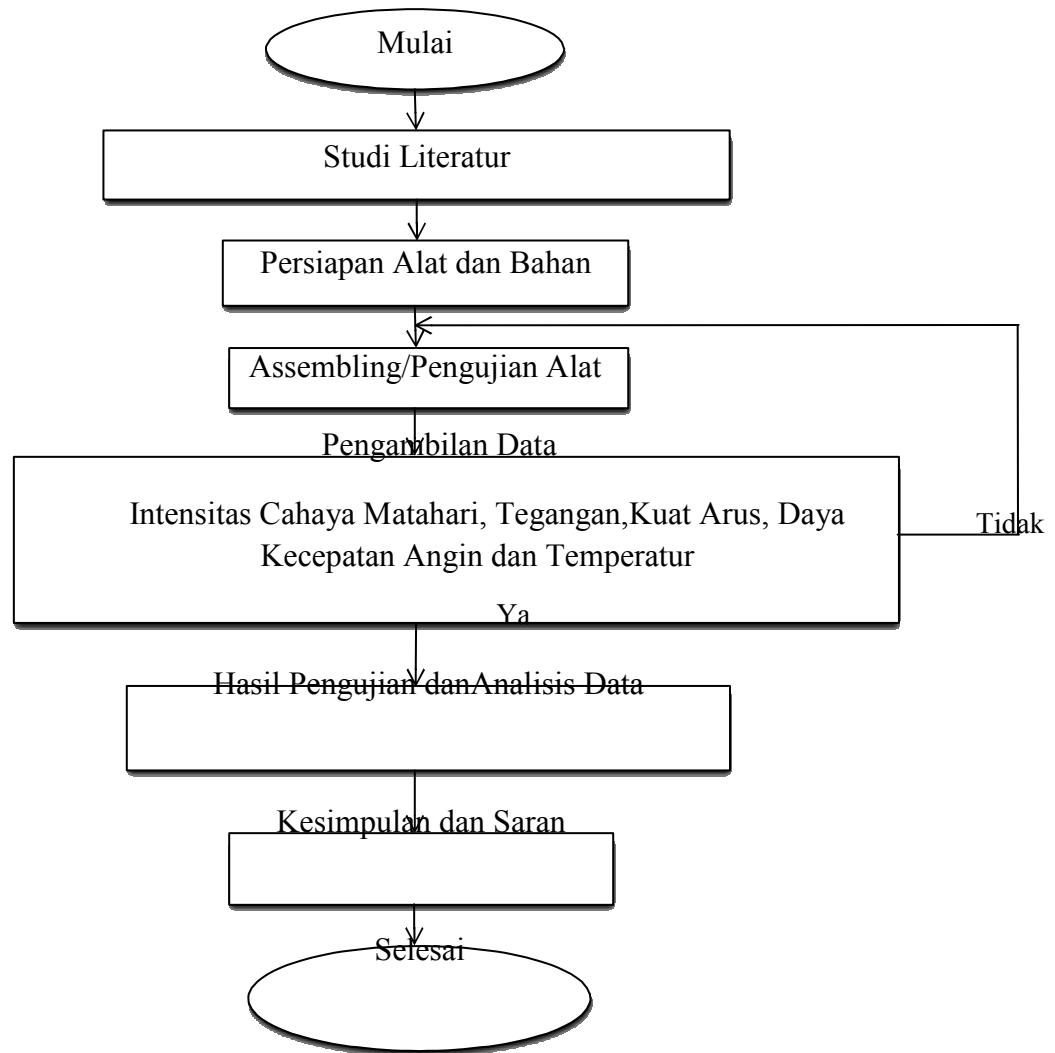 Mulai
Studi Literatur
Persiapan Alat dan Bahan
Assembling/Pengujian Alat
Pengambilan Data
Intensitas Cahaya Matahari, Tegangan,Kuat Arus, Daya
Kecepatan Angin dan Temperatur
Tidak
Ya
Hasil Pengujian danAnalisis Data
Kesimpulan dan Saran
Selesai